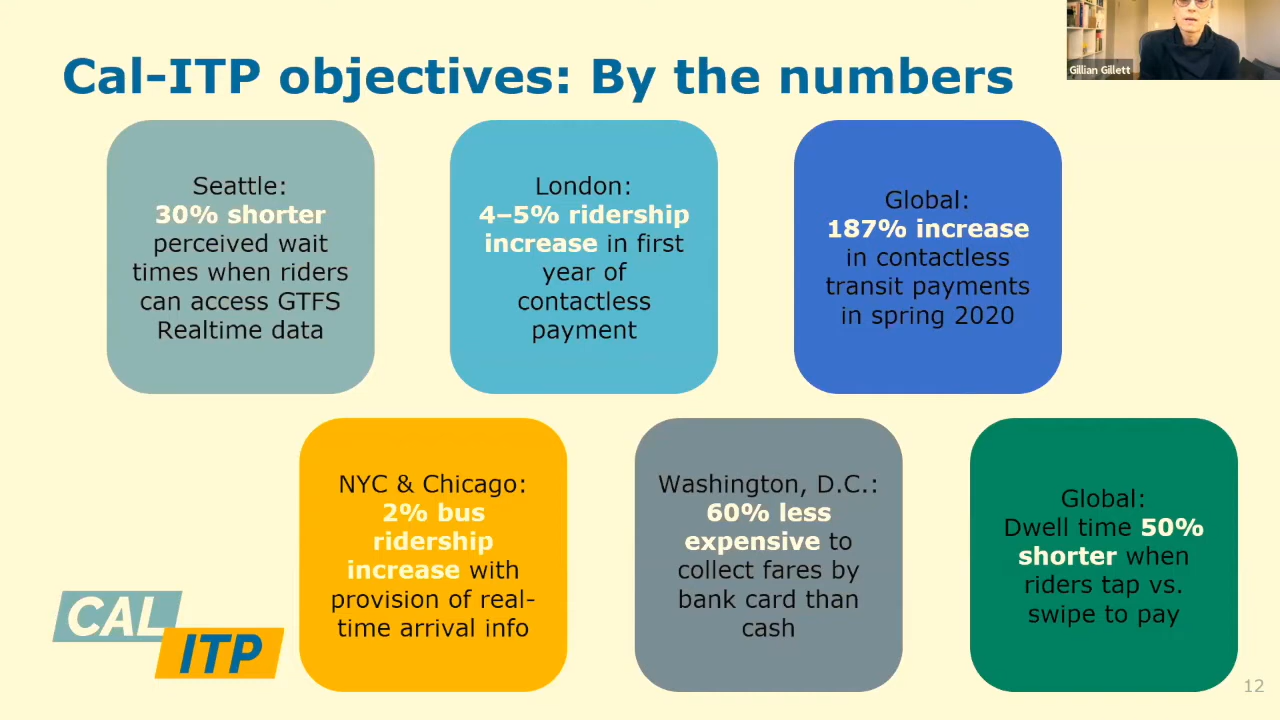 Gillian Gillett
Cal-ITP objectives: By the numbers
Seattle:
30% shorter
perceived wait
times when riders
can access GTFS
Realtime data
London:
4–5% ridership
increase in first
year of
contactless
payment
Global:
187% increase
in contactless
transit payments
in spring 2020
NYC & Chicago:
2% bus
ridership
increase with
provision of real-
time arrival info
Washington, D.C.:
60% less
expensive to
collect fares by
bank card than
cash
Global:
Dwell time 50%
shorter when
riders tap vs.
swipe to pay
CAL
ITP
12